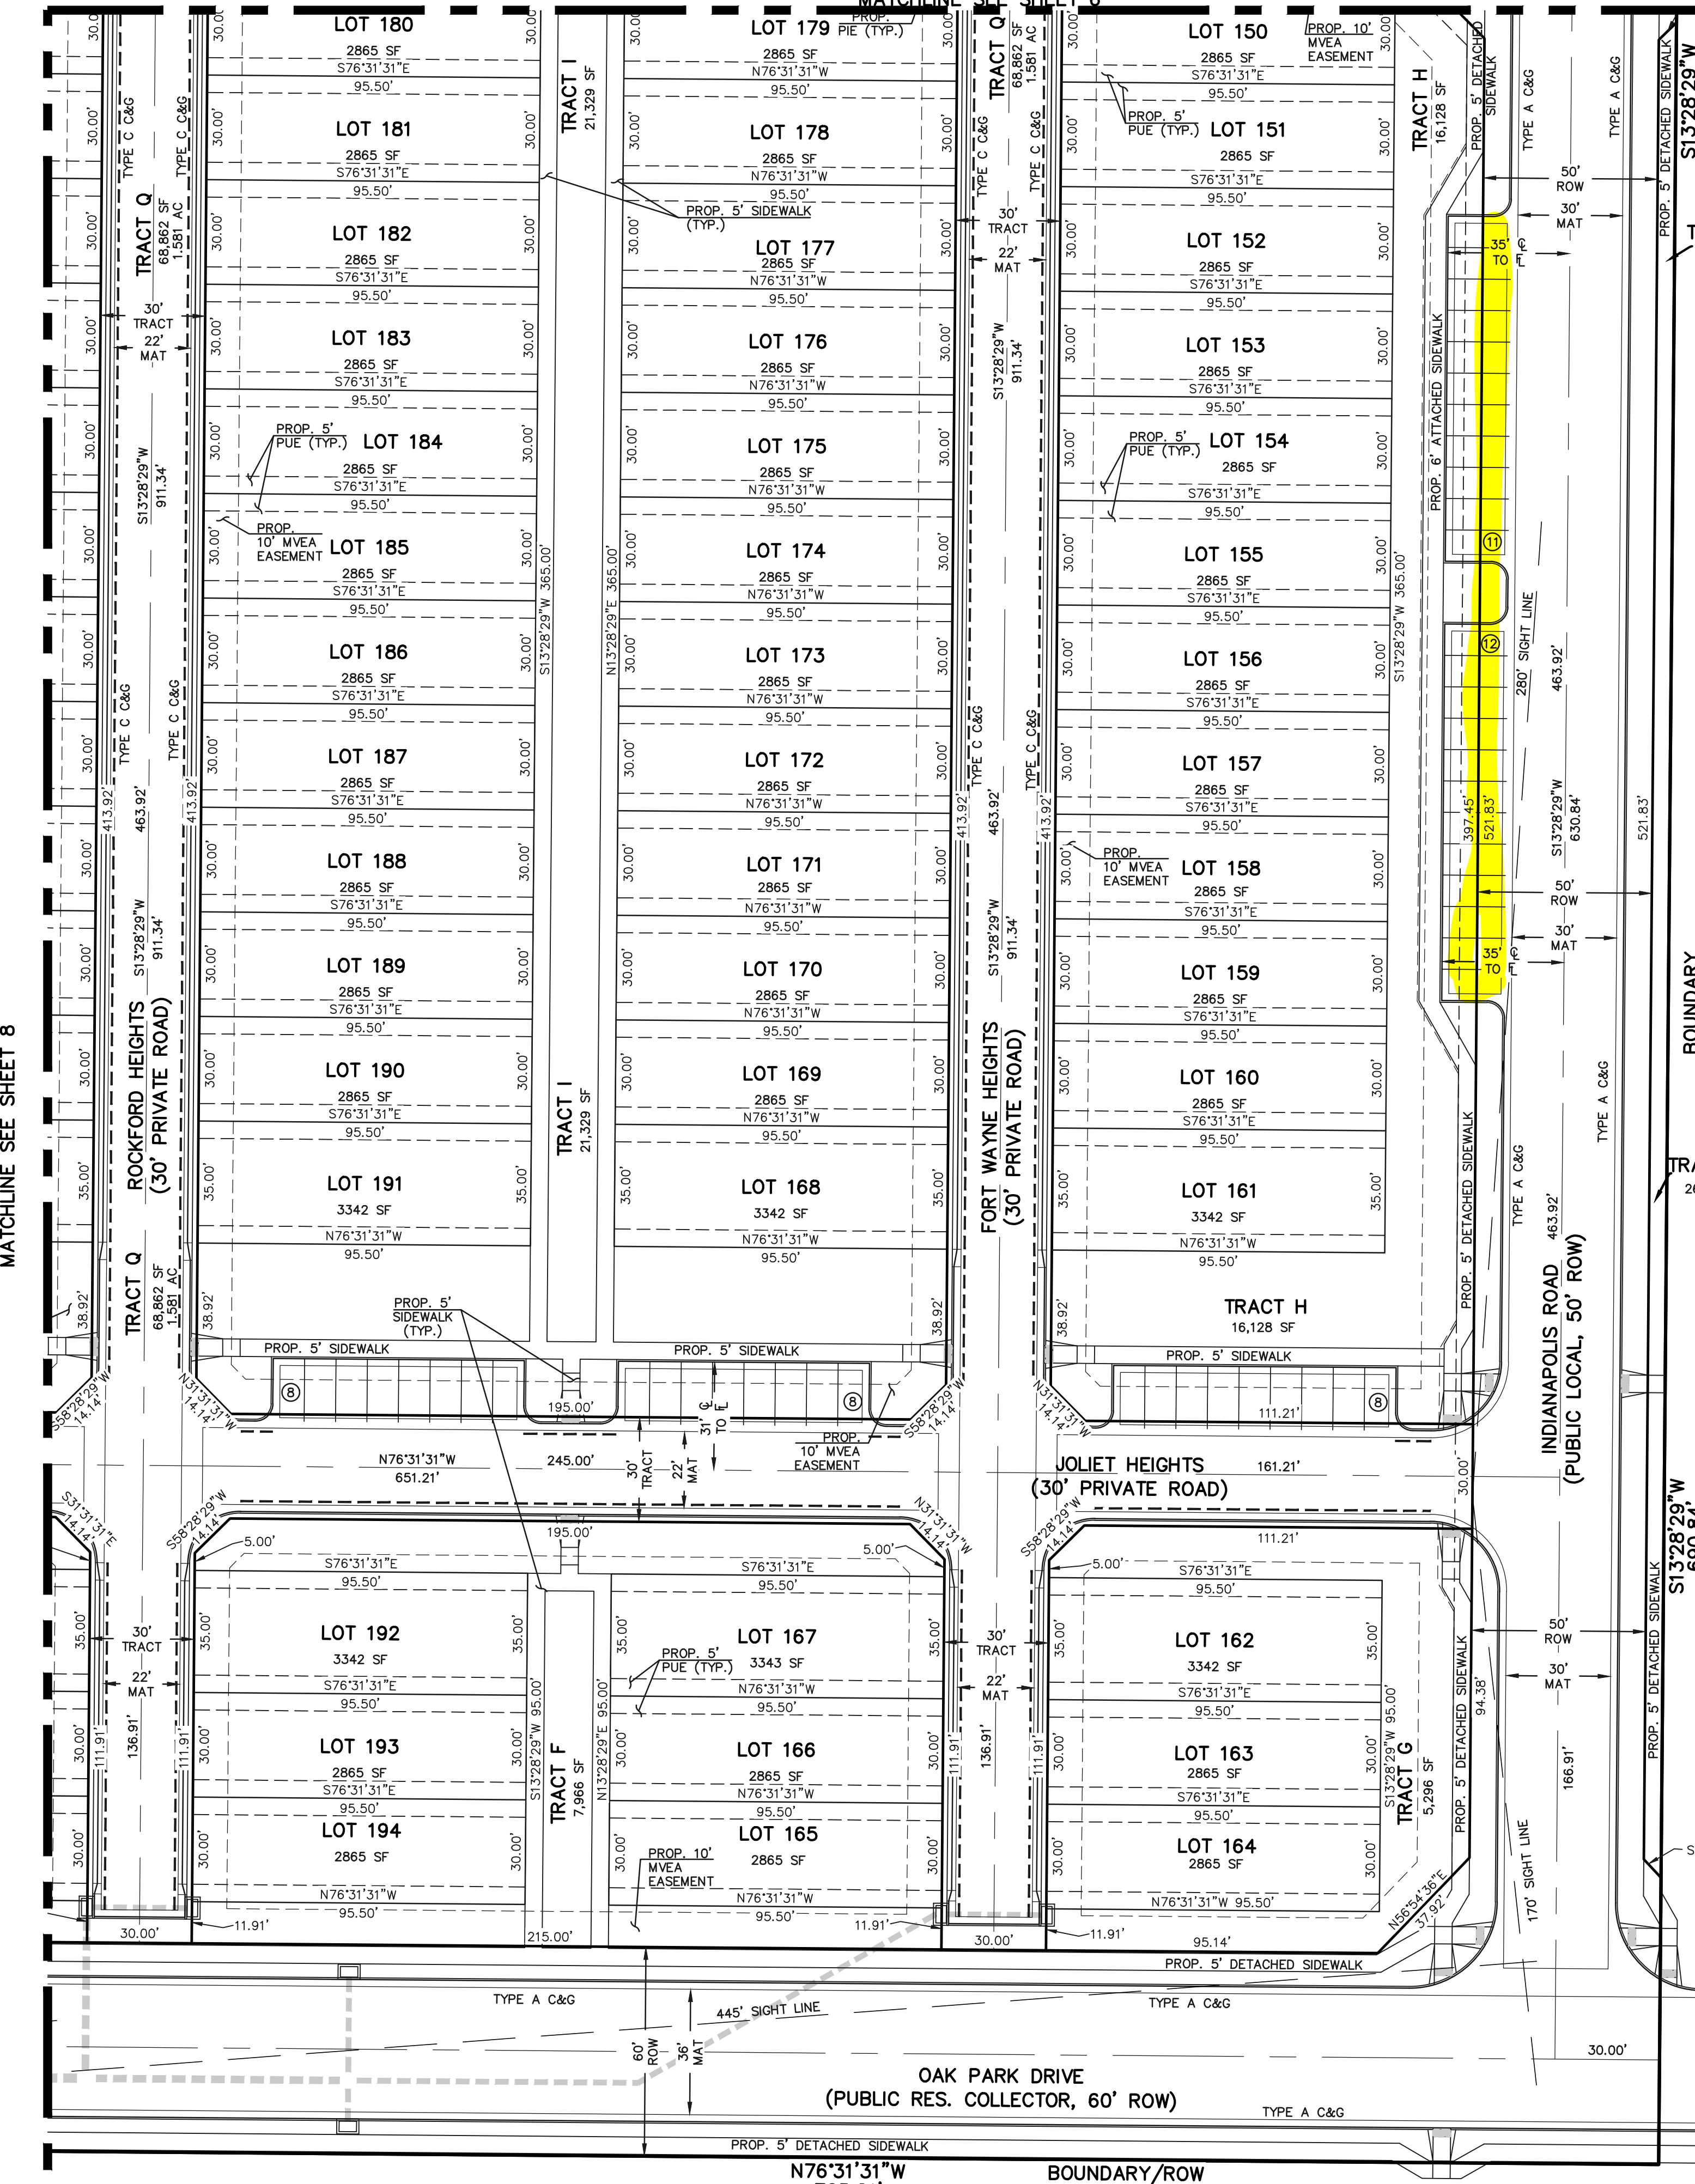 MATCHLINE SEE SHEET 8
TYPE C C&G
TYPE C C&G
TRACT Q
68,862 SF
1.581 AC
30'
TRACT
22'
MAT
S13°28'29"W
911.34'
TYPE C C&G
TYPE C C&G
413.92'
463.92'
413.92'
S13°28'29"W
911.34'
ROCKFORD HEIGHTS
(30' PRIVATE ROAD)
TRACT Q
68,862 SF
1.581 AC
38.92'
38.92'
LOT 180
2865 SF
S76°31'31"E
95.50'
LOT 181
2865 SF
S76°31'31"E
95.50'
LOT 182
2865 SF
S76°31'31"E
95.50'
LOT 183
2865 SF
S76°31'31"E
95.50'
PROP. 5'
PUE (TYP.)
LOT 184
2865 SF
S76°31'31"E
95.50'
PROP.
10' MVEA
EASEMENT
LOT 185
2865 SF
S76°31'31"E
95.50'
LOT 186
2865 SF
S76°31'31"E
95.50'
LOT 187
2865 SF
S76°31'31"E
95.50'
LOT 188
2865 SF
S76°31'31"E
95.50'
LOT 189
2865 SF
S76°31'31"E
95.50'
LOT 190
2865 SF
S76°31'31"E
95.50'
LOT 191
3342 SF
N76°31'31"W
95.50'
30.00'
35.00'
TRACT I
21,329 SF
PROP. 5' SIDEWALK
(TYP.)
S13°28'29"W 365.00'
N13°28'29"E 365.00'
TRACT I
21,329 SF
LOT 179
PROP.
PIE (TYP.)
2865 SF
N76°31'31"W
95.50'
LOT 178
2865 SF
N76°31'31"W
95.50'
LOT 177
2865 SF
N76°31'31"W
95.50'
LOT 176
2865 SF
N76°31'31"W
95.50'
LOT 175
2865 SF
N76°31'31"W
95.50'
LOT 174
2865 SF
N76°31'31"W
95.50'
LOT 173
2865 SF
N76°31'31"W
95.50'
LOT 172
2865 SF
N76°31'31"W
95.50'
LOT 171
2865 SF
N76°31'31"W
95.50'
LOT 170
2865 SF
N76°31'31"W
95.50'
LOT 169
2865 SF
N76°31'31"W
95.50'
LOT 168
3342 SF
N76°31'31"W
95.50'
TRACT Q
68,862 SF
1.581 AC
TYPE C C&G
TYPE C C&G
30'
TRACT
22'
MAT
S13°28'29"W
911.34'
TYPE C C&G
TYPE C C&G
413.92'
463.92'
413.92'
S13°28'29"W
911.34'
FORT WAYNE HEIGHTS
(30' PRIVATE ROAD)
38.92'
38.92'
LOT 150
PROP. 10'
MVEA
EASEMENT
2865 SF
S76°31'31"E
95.50'
PROP. 5'
PUE (TYP.)
LOT 151
2865 SF
S76°31'31"E
95.50'
LOT 152
2865 SF
S76°31'31"E
95.50'
LOT 153
2865 SF
S76°31'31"E
95.50'
PROP. 5'
PUE (TYP.)
LOT 154
2865 SF
S76°31'31"E
95.50'
LOT 155
2865 SF
S76°31'31"E
95.50'
LOT 156
2865 SF
S76°31'31"E
95.50'
LOT 157
2865 SF
S76°31'31"E
95.50'
PROP.
10' MVEA
EASEMENT
LOT 158
2865 SF
S76°31'31"E
95.50'
LOT 159
2865 SF
S76°31'31"E
95.50'
LOT 160
2865 SF
S76°31'31"E
95.50'
LOT 161
3342 SF
N76°31'31"W
95.50'
TRACT H
16,128 SF
TRACT H
16,128 SF
PROP. 5' DETACHED
SIDEWALK
TYPE A C&G
TYPE A C&G
PROP. 5' DETACHED SIDEWALK
S13°28'29"W
50'
ROW
30'
MAT
35' CL
TO FL
PROP. 6' ATTACHED SIDEWALK
S13°28'29"W 365.00'
11
12
280' SIGHT LINE
463.92'
397.45'
521.83'
S13°28'29"W
630.84'
521.83'
50'
ROW
30'
MAT
35' CL
TO FL
BOUNDARY
TYPE A C&G
TYPE A C&G
PROP. 5' DETACHED SIDEWALK
463.92'
INDIANAPOLIS ROAD
(PUBLIC LOCAL, 50' ROW)
S13°28'29"W
690.84'
PROP. 5'
SIDEWALK
(TYP.)
PROP. 5' SIDEWALK
PROP. 5' SIDEWALK
PROP. 5' SIDEWALK
8
8
8
S58°28'29"W
14.14'
N31°31'31"W
14.14'
195.00'
31' CL
TO FL
S58°28'29"W
14.14'
N31°31'31"W
14.14'
111.21'
PROP.
10' MVEA
EASEMENT
N76°31'31"W
651.21'
245.00'
30'
TRACT
22'
MAT
JOLIET HEIGHTS
(30' PRIVATE ROAD)
161.21'
30.00'
S31°31'31"E
14.14'
S58°28'29"W
14.14'
195.00'
N31°31'31"W
14.14'
S58°28'29"W
14.14'
111.21'
5.00'
5.00'
5.00'
S76°31'31"E
95.50'
S76°31'31"E
95.50'
S76°31'31"E
95.50'
30'
TRACT
22'
MAT
111.91'
136.91'
111.91'
LOT 192
3342 SF
S76°31'31"E
95.50'
LOT 193
2865 SF
S76°31'31"E
95.50'
LOT 194
2865 SF
N76°31'31"W
95.50'
S13°28'29"W 95.00'
TRACT F
7,966 SF
N13°28'29"E 95.00'
PROP. 5'
PUE (TYP.)
LOT 167
3343 SF
N76°31'31"W
95.50'
LOT 166
2865 SF
N76°31'31"W
95.50'
LOT 165
2865 SF
PROP. 10'
MVEA
EASEMENT
N76°31'31"W
95.50'
30'
TRACT
22'
MAT
111.91'
136.91'
111.91'
LOT 162
3342 SF
S76°31'31"E
95.50'
LOT 163
2865 SF
S76°31'31"E
95.50'
LOT 164
2865 SF
N76°31'31"W 95.50'
S13°28'29"W 95.00'
TRACT G
5,296 SF
PROP. 5' DETACHED SIDEWALK
94.38'
50'
ROW
30'
MAT
166.91'
PROP. 5' DETACHED SIDEWALK
170' SIGHT LINE
N56°54'36"E
37.92'
30.00'
11.91'
215.00'
11.91'
30.00'
11.91'
95.14'
PROP. 5' DETACHED SIDEWALK
TYPE A C&G
445' SIGHT LINE
TYPE A C&G
60'
ROW
36'
MAT
30.00'
OAK PARK DRIVE
(PUBLIC RES. COLLECTOR, 60' ROW)
TYPE A C&G
PROP. 5' DETACHED SIDEWALK
N76°31'31"W
BOUNDARY/ROW